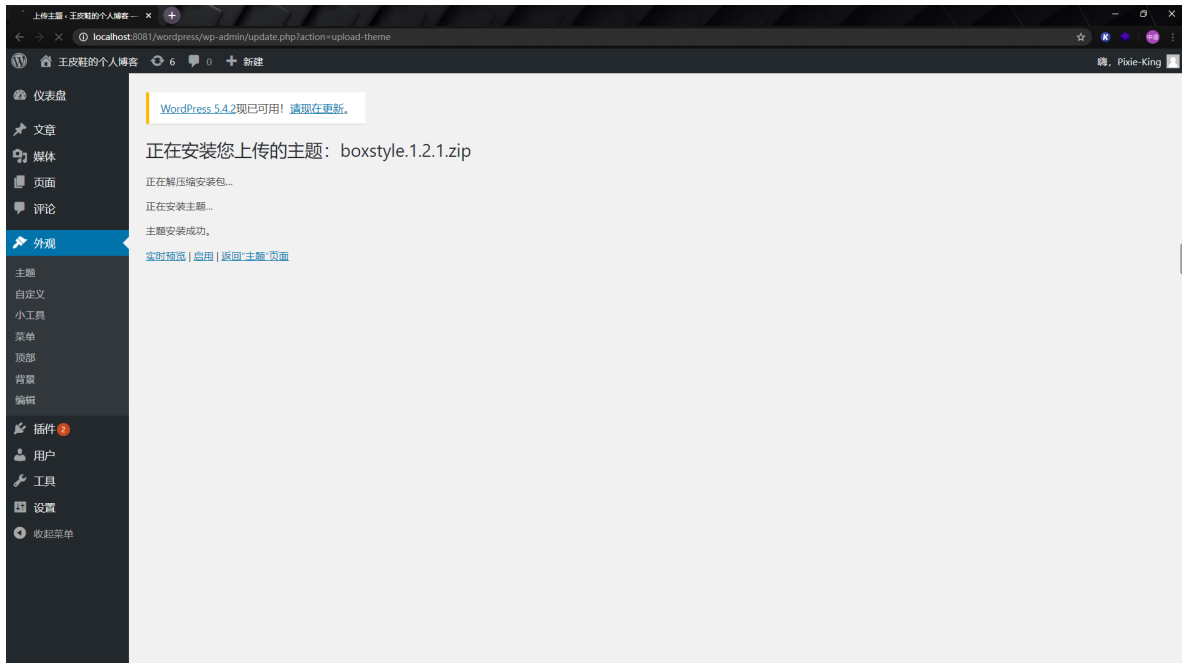 上传主题 ‹ 王皮鞋的个人博客 —
localhost:8081/wordpress/wp-admin/update.php?action=upload-theme
王皮鞋的个人博客 6 0 新建 嗨，Pixie-King
仪表盘
文章
媒体
页面
评论
外观
主题
自定义
小工具
菜单
顶部
背景
编辑
插件 2
用户
工具
设置
收起菜单
WordPress 5.4.2现已可用！请现在更新。
正在安装您上传的主题：boxstyle.1.2.1.zip
正在解压缩安装包…
正在安装主题…
主题安装成功。
实时预览 | 启用 | 返回“主题”页面